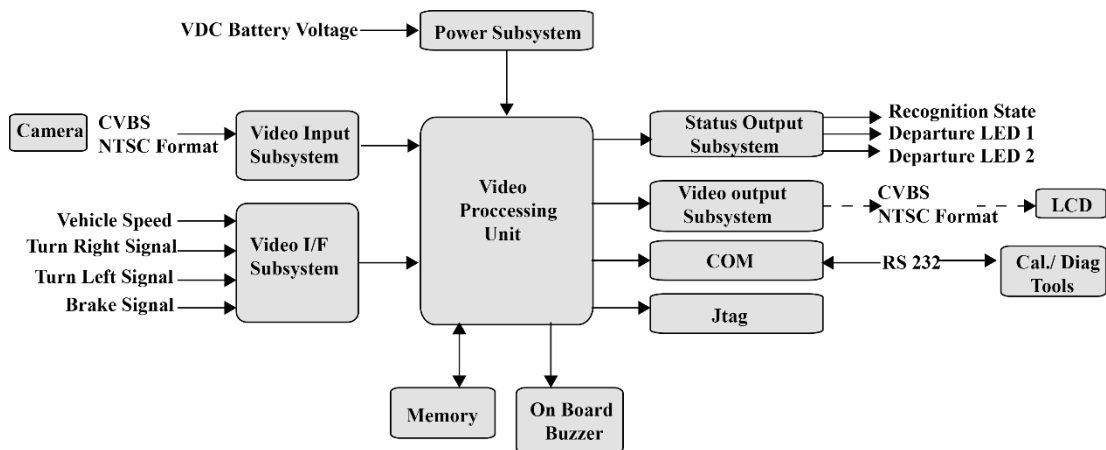 VDC Battery Voltage
Power Subsystem
Camera
CVBS
NTSC Format
Video Input
Subsystem
Vehicle Speed
Turn Right Signal
Turn Left Signal
Brake Signal
Video I/F
Subsystem
Video
Proccessing
Unit
Status Output
Subsystem
Recognition State
Departure LED 1
Departure LED 2
Video output
Subsystem
CVBS
NTSC Format
LCD
COM
RS 232
Cal./ Diag
Tools
Jtag
Memory
On Board
Buzzer